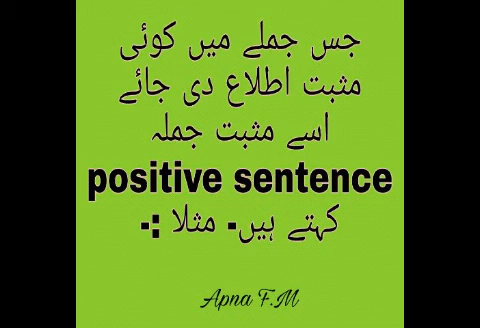 جس جملے میں کوئی
مثبت اطلاع دی جائے
اسے مثبت جملہ
positive sentence
کہتے ہیں- مثلا :-
Apna F.M